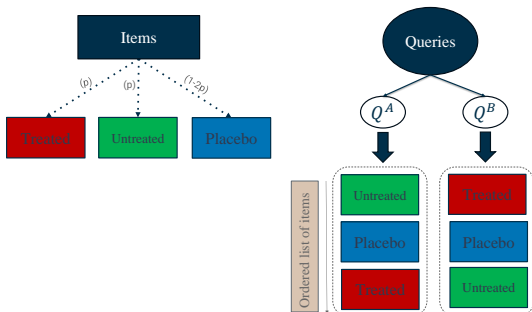 Items
(p)
(p)
(1-2p)
Treated
Untreated
Placebo
Queries
Q^A
Q^B
Ordered list of items
Untreated
Placebo
Treated
Treated
Placebo
Untreated